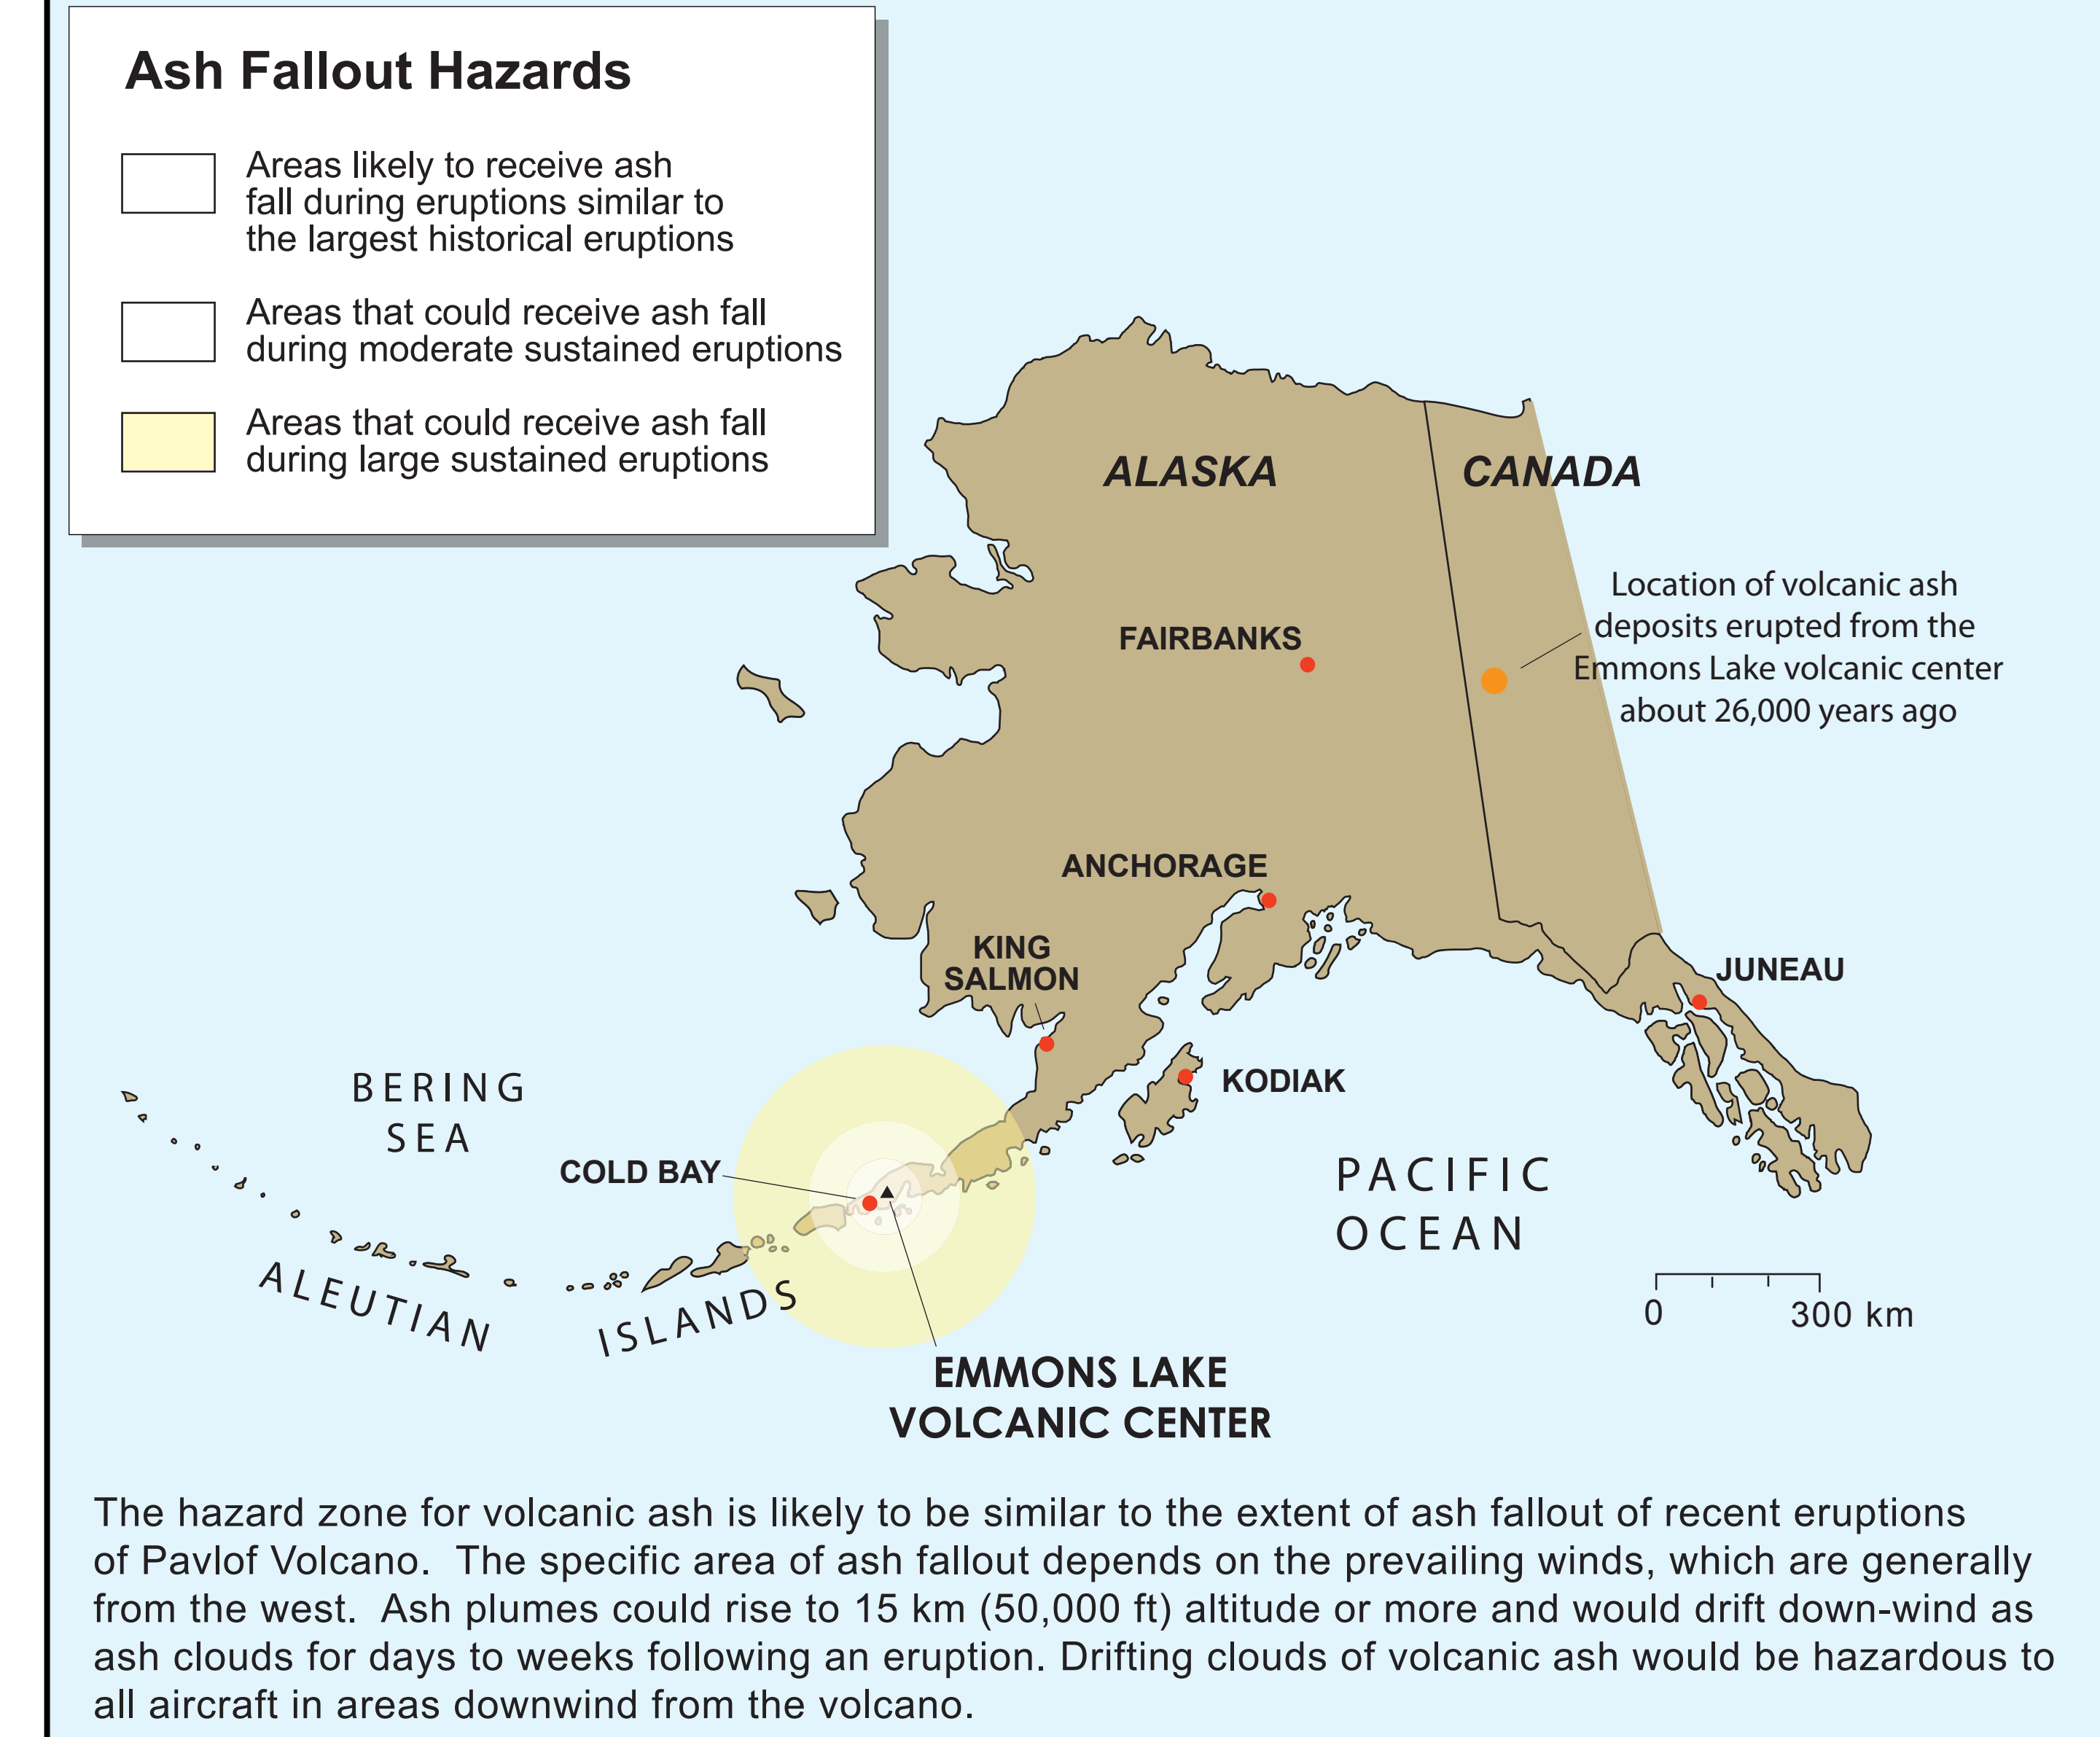 Ash Fallout Hazards
Areas likely to receive ash
fall during eruptions similar to
the largest historical eruptions
Areas that could receive ash fall
during moderate sustained eruptions
Areas that could receive ash fall
during large sustained eruptions
ALASKA
CANADA
Location of volcanic ash
deposits erupted from the
Emmons Lake volcanic center
about 26,000 years ago
FAIRBANKS
ANCHORAGE
KING
SALMON
JUNEAU
KODIAK
BERING
SEA
COLD BAY
PACIFIC
OCEAN
ALEUTIAN
ISLANDS
0
300 km
EMMONS LAKE
VOLCANIC CENTER
The hazard zone for volcanic ash is likely to be similar to the extent of ash fallout of recent eruptions
of Pavlof Volcano.  The specific area of ash fallout depends on the prevailing winds, which are generally
from the west.  Ash plumes could rise to 15 km (50,000 ft) altitude or more and would drift down-wind as
ash clouds for days to weeks following an eruption. Drifting clouds of volcanic ash would be hazardous to
all aircraft in areas downwind from the volcano.